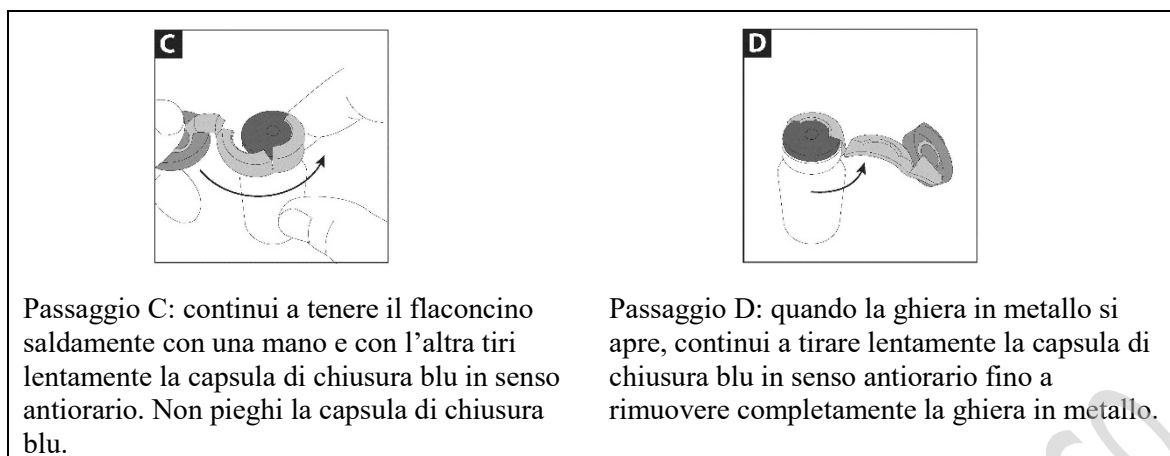 C
D
Passaggio C: continui a tenere il flaconcino
saldamente con una mano e con l’altra tiri
lentamente la capsula di chiusura blu in senso
antiorario. Non pieghi la capsula di chiusura
blu.
Passaggio D: quando la ghiera in metallo si
apre, continui a tirare lentamente la capsula di
chiusura blu in senso antiorario fino a
rimuovere completamente la ghiera in metallo.